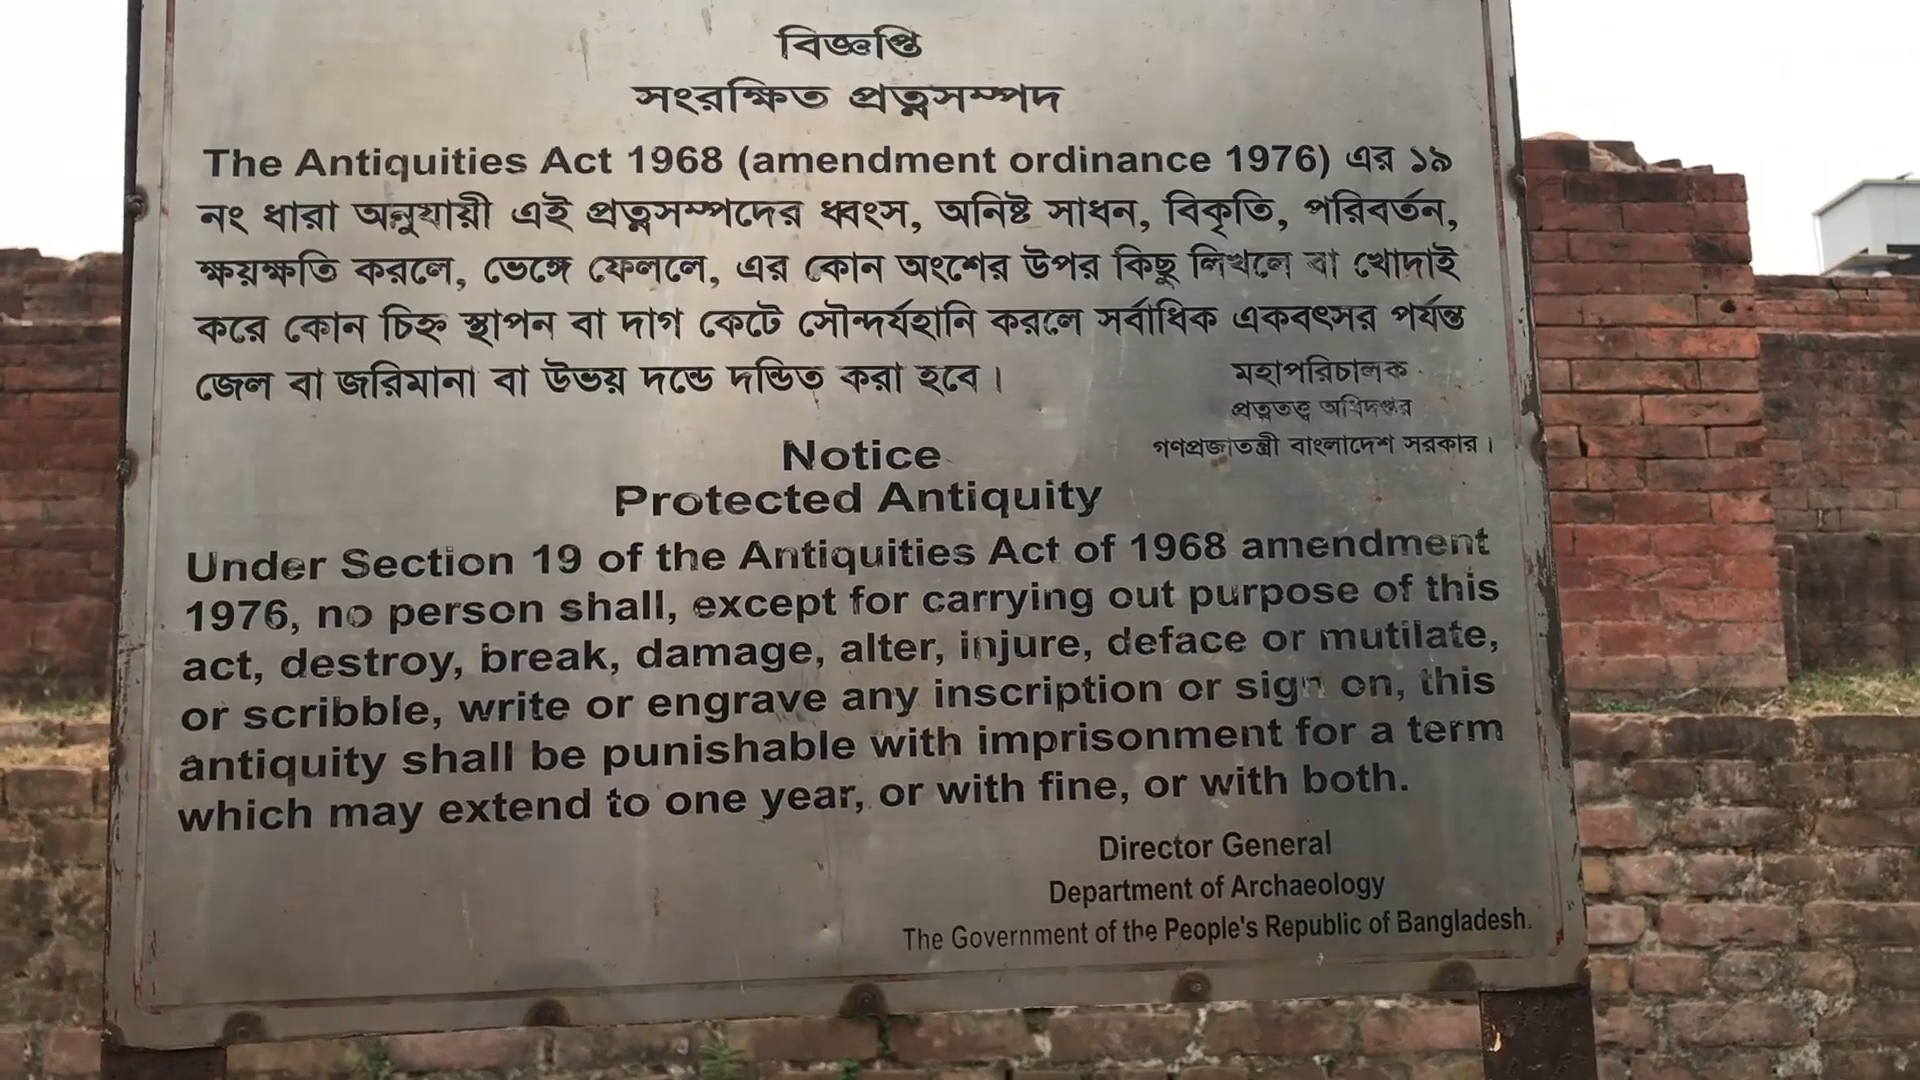 বিজ্ঞপ্তি
সংরক্ষিত প্রত্নসম্পদ
The Antiquities Act 1968 (amendment ordinance 1976) এর ১৯
নং ধারা অনুযায়ী এই প্রত্নসম্পদের ধ্বংস, অনিষ্ট সাধন, বিকৃতি, পরিবর্তন,
ক্ষয়ক্ষতি করলে, ভেঙ্গে ফেললে, এর কোন অংশের উপর কিছু লিখলে বা খোদাই
করে কোন চিহ্ন স্থাপন বা দাগ কেটে সৌন্দর্যহানি করলে সর্বাধিক একবৎসর পর্যন্ত
জেল বা জরিমানা বা উভয় দন্ডে দন্ডিত করা হবে।
মহাপরিচালক
প্রত্নতত্ত্ব অধিদপ্তর
গণপ্রজাতন্ত্রী বাংলাদেশ সরকার।
Notice
Protected Antiquity
Under Section 19 of the Antiquities Act of 1968 amendment
1976, no person shall, except for carrying out purpose of this
act, destroy, break, damage, alter, injure, deface or mutilate,
or scribble, write or engrave any inscription or sign on, this
antiquity shall be punishable with imprisonment for a term
which may extend to one year, or with fine, or with both.
Director General
Department of Archaeology
The Government of the People's Republic of Bangladesh.